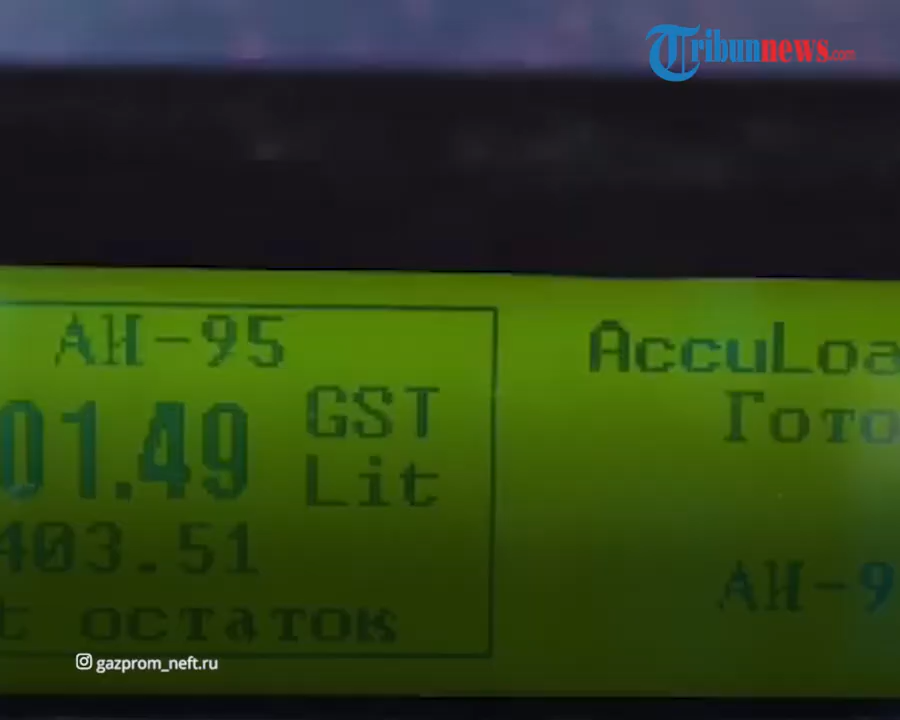 Tribunnews.com
АИ-95
01.49
GST
Lit
403.51
t остаток
AccuLoa
Гото
АИ-9
gazprom_neft.ru